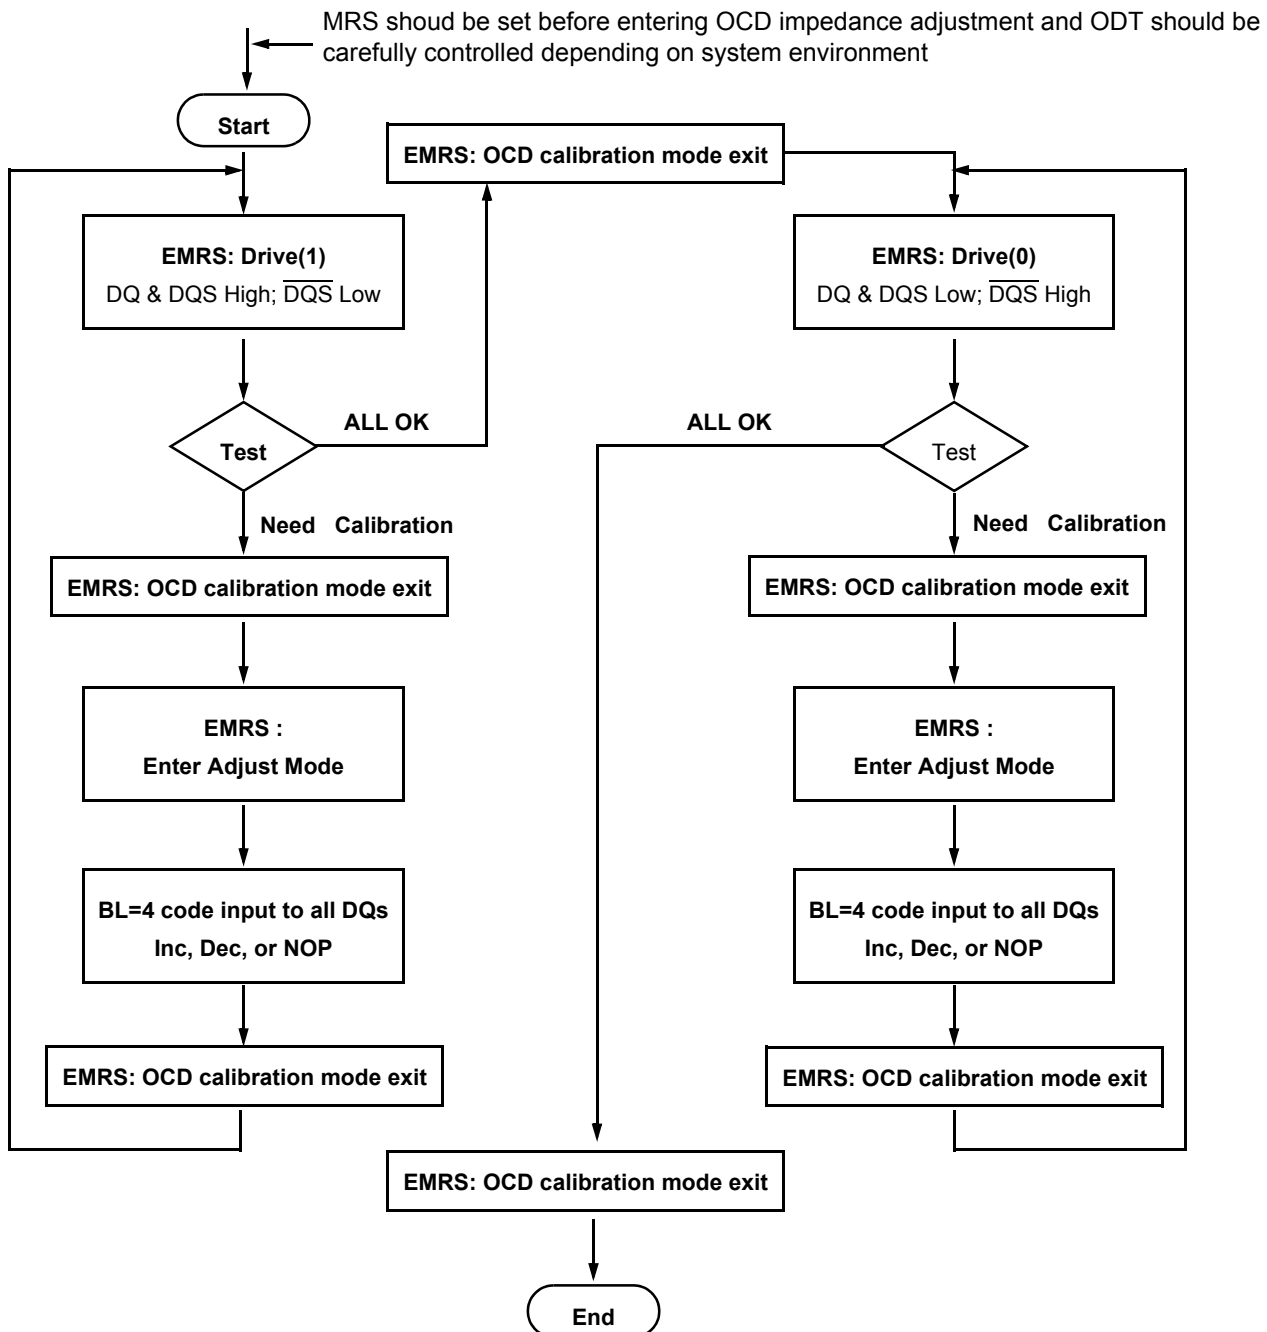 MRS shoud be set before entering OCD impedance adjustment and ODT should be
carefully controlled depending on system environment
Start
EMRS: OCD calibration mode exit
EMRS: Drive(1)
DQ & DQS High; D̅Q̅S̅ Low
EMRS: Drive(0)
DQ & DQS Low; D̅Q̅S̅ High
ALL OK
Test
ALL OK
Test
Need Calibration
Need Calibration
EMRS: OCD calibration mode exit
EMRS: OCD calibration mode exit
EMRS :
Enter Adjust Mode
EMRS :
Enter Adjust Mode
BL=4 code input to all DQs
Inc, Dec, or NOP
BL=4 code input to all DQs
Inc, Dec, or NOP
EMRS: OCD calibration mode exit
EMRS: OCD calibration mode exit
EMRS: OCD calibration mode exit
End